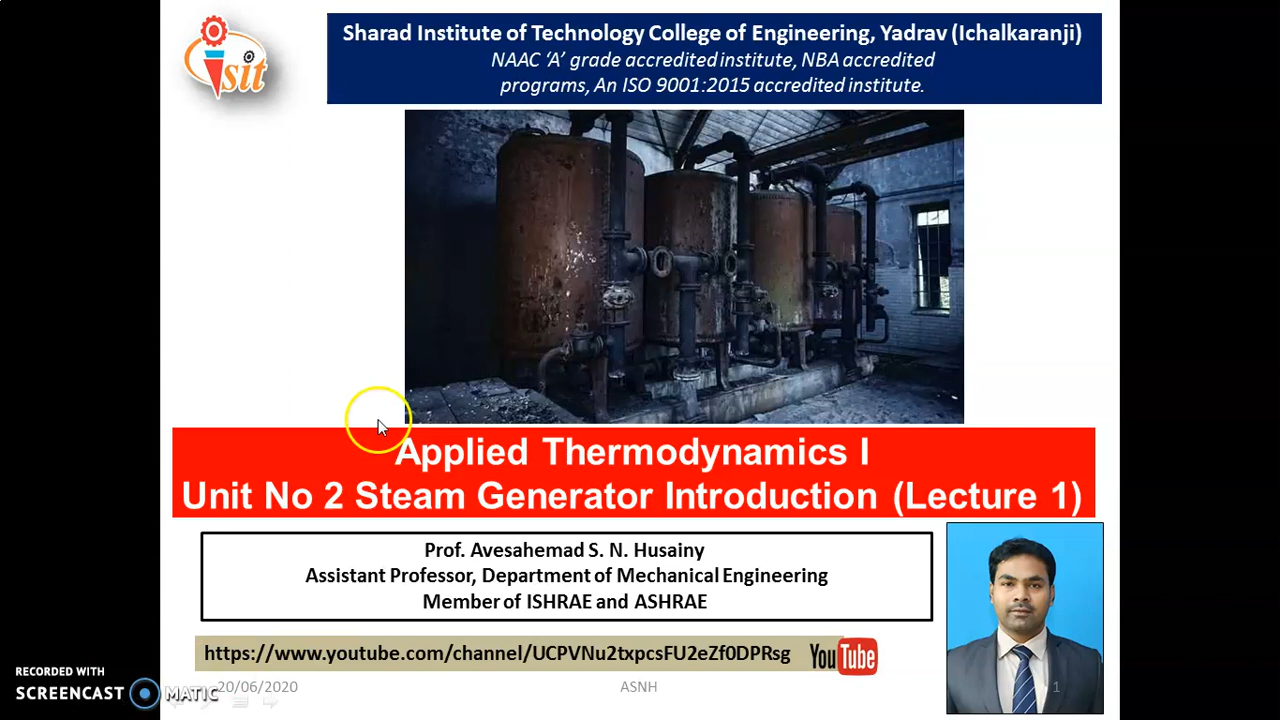 isit
Sharad Institute of Technology College of Engineering, Yadrav (Ichalkaranji)
NAAC ‘A’ grade accredited institute, NBA accredited
programs, An ISO 9001:2015 accredited institute.
Applied Thermodynamics I
Unit No 2 Steam Generator Introduction (Lecture 1)
Prof. Avesahemad S. N. Husainy
Assistant Professor, Department of Mechanical Engineering
Member of ISHRAE and ASHRAE
https://www.youtube.com/channel/UCPVNu2txpcsFU2eZf0DPRsg
YouTube
RECORDED WITH
SCREENCAST MATIC
20/06/2020
ASNH
1